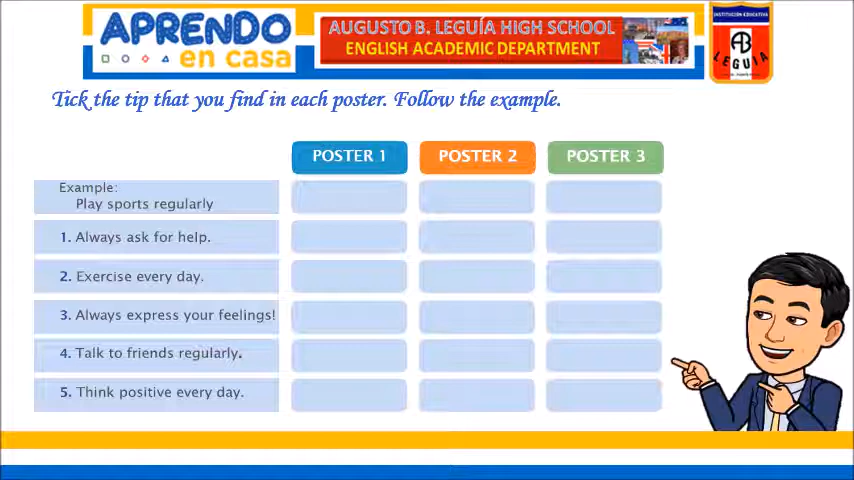 APRENDO
en casa
AUGUSTO B. LEGUÍA HIGH SCHOOL
ENGLISH ACADEMIC DEPARTMENT
INSTITUCIÓN EDUCATIVA
AB
LEGUIA
Tick the tip that you find in each poster. Follow the example.
POSTER 1 POSTER 2 POSTER 3
Example:
Play sports regularly
1. Always ask for help.
2. Exercise every day.
3. Always express your feelings!
4. Talk to friends regularly.
5. Think positive every day.